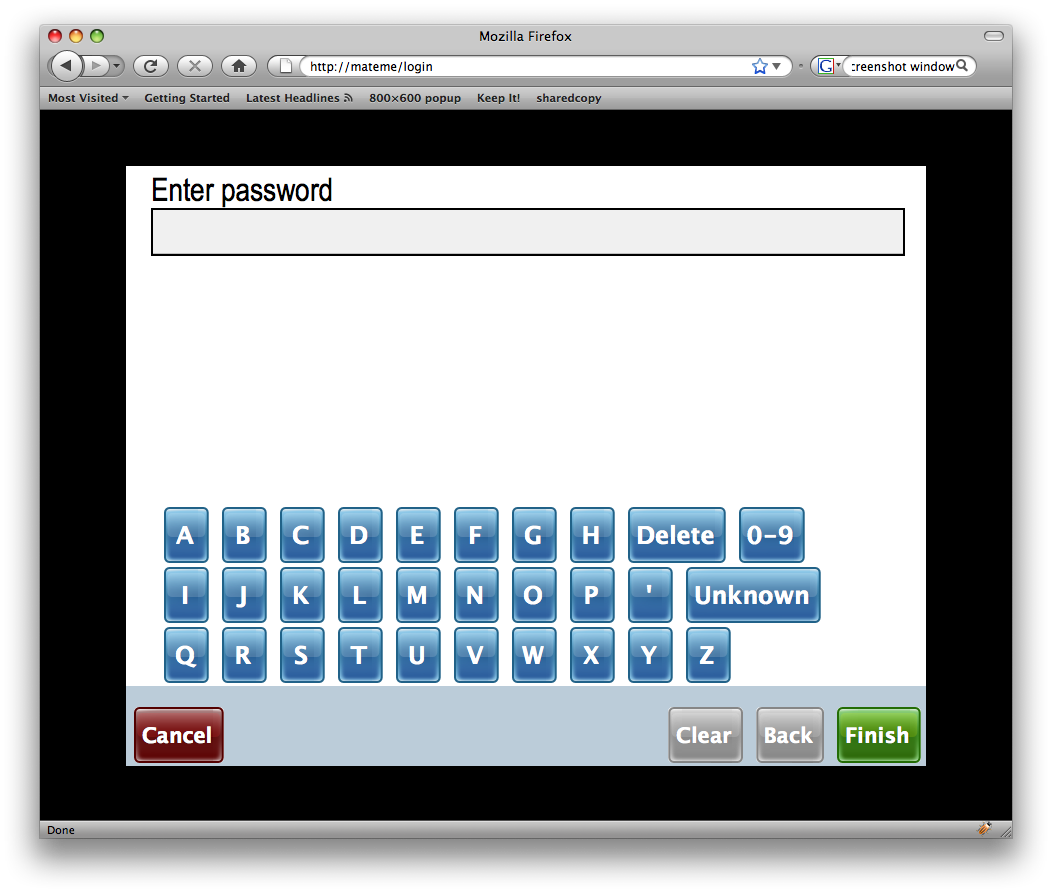 Mozilla Firefox
http://mateme/login
G
:reenshot window
Most Visited Getting Started Latest Headlines 800×600 popup Keep It! sharedcopy
Enter password
A B C D E F G H Delete 0-9
I J K L M N O P ' Unknown
Q R S T U V W X Y Z
Cancel Clear Back Finish
Done